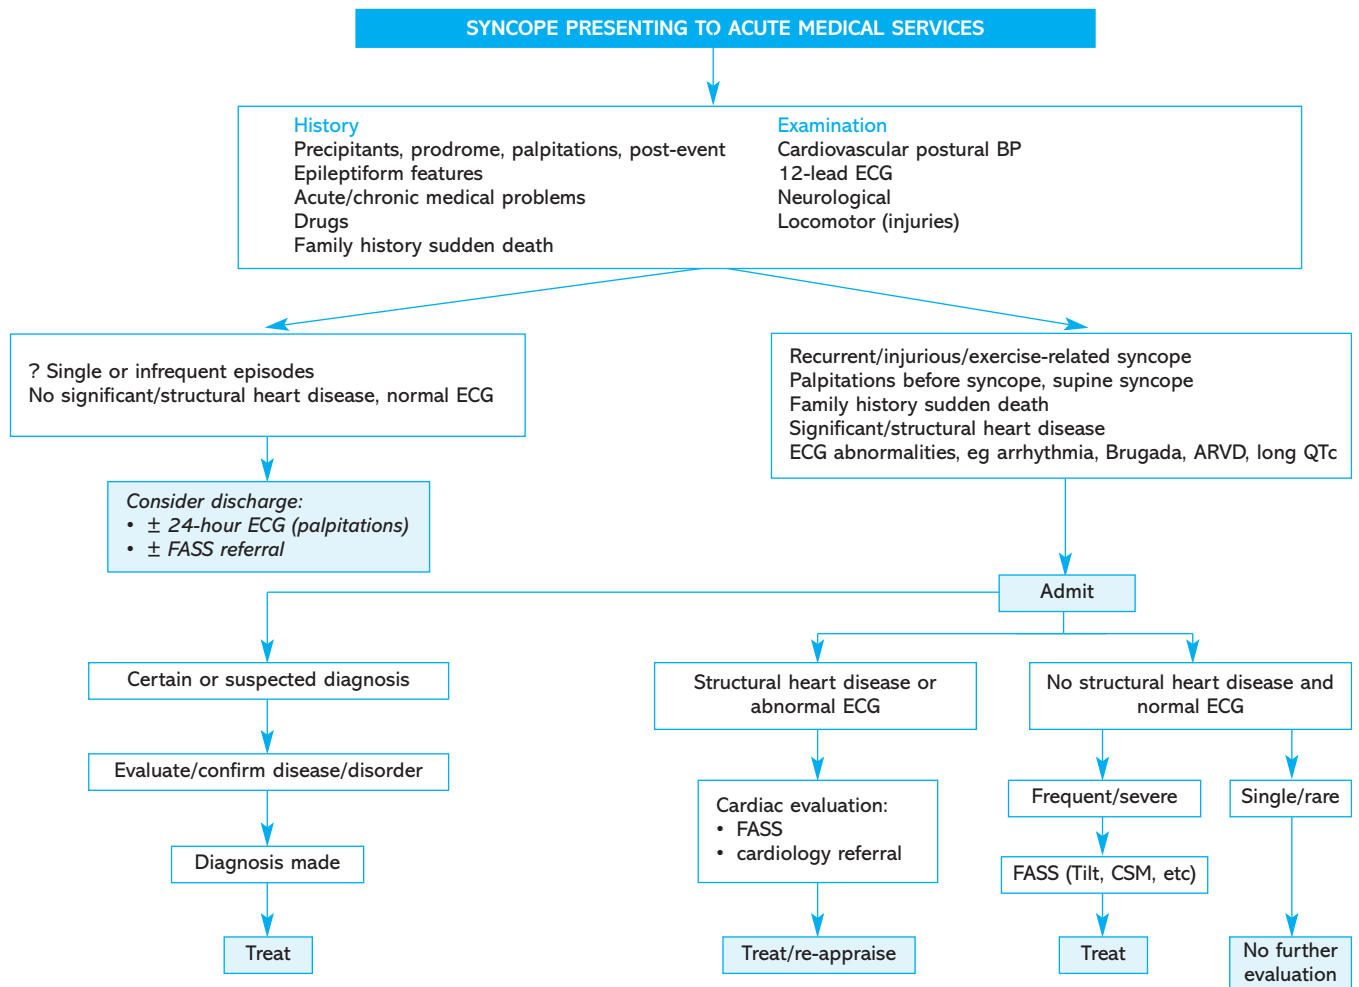 SYNCOPE PRESENTING TO ACUTE MEDICAL SERVICES
History
Precipitants, prodrome, palpitations, post-event
Epileptiform features
Acute/chronic medical problems
Drugs
Family history sudden death
Examination
Cardiovascular postural BP
12-lead ECG
Neurological
Locomotor (injuries)
? Single or infrequent episodes
No significant/structural heart disease, normal ECG
Recurrent/injurious/exercise-related syncope
Palpitations before syncope, supine syncope
Family history sudden death
Significant/structural heart disease
ECG abnormalities, eg arrhythmia, Brugada, ARVD, long QTc
Consider discharge:
• ± 24-hour ECG (palpitations)
• ± FASS referral
Admit
Certain or suspected diagnosis
Evaluate/confirm disease/disorder
Diagnosis made
Treat
Structural heart disease or
abnormal ECG
Cardiac evaluation:
• FASS
• cardiology referral
Treat/re-appraise
No structural heart disease and
normal ECG
Frequent/severe
FASS (Tilt, CSM, etc)
Treat
Single/rare
No further
evaluation